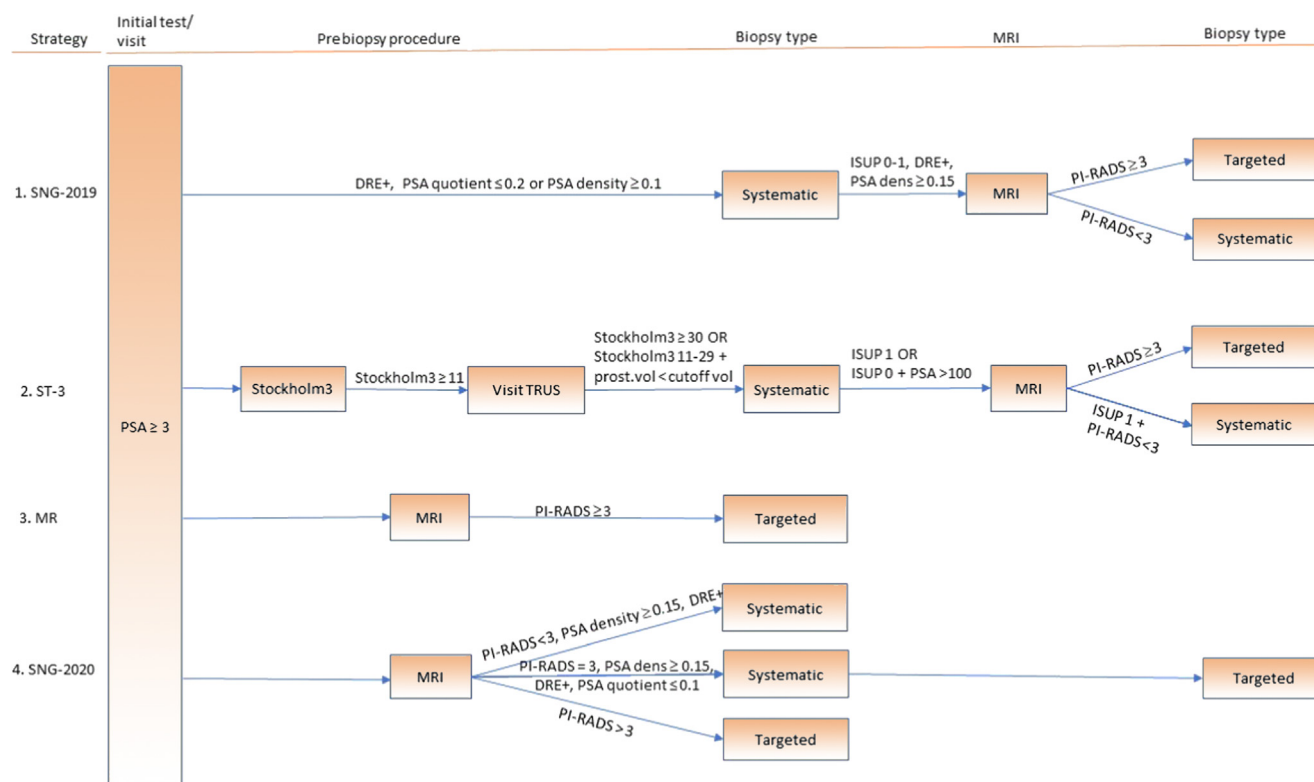 Strategy
Initial test/
visit
Prebiopsy procedure
Biopsy type
MRI
Biopsy type
PSA ≥ 3
1. SNG-2019
DRE+, PSA quotient ≤ 0.2 or PSA density ≥ 0.1
Systematic
ISUP 0-1, DRE+,
PSA dens ≥ 0.15
MRI
PI-RADS ≥ 3
Targeted
PI-RADS<3
Systematic
2. ST-3
Stockholm3
Stockholm3 ≥ 11
Visit TRUS
Stockholm3 ≥ 30 OR
Stockholm3 11-29 +
prost.vol < cutoff vol
Systematic
ISUP 1 OR
ISUP 0 + PSA >100
MRI
PI-RADS ≥ 3
Targeted
ISUP 1 +
PI-RADS<3
Systematic
3. MR
MRI
PI-RADS ≥ 3
Targeted
4. SNG-2020
MRI
PI-RADS<3, PSA density ≥ 0.15, DRE+
Systematic
PI-RADS = 3, PSA dens ≥ 0.15,
DRE+, PSA quotient ≤ 0.1
Systematic
Targeted
PI-RADS > 3
Targeted